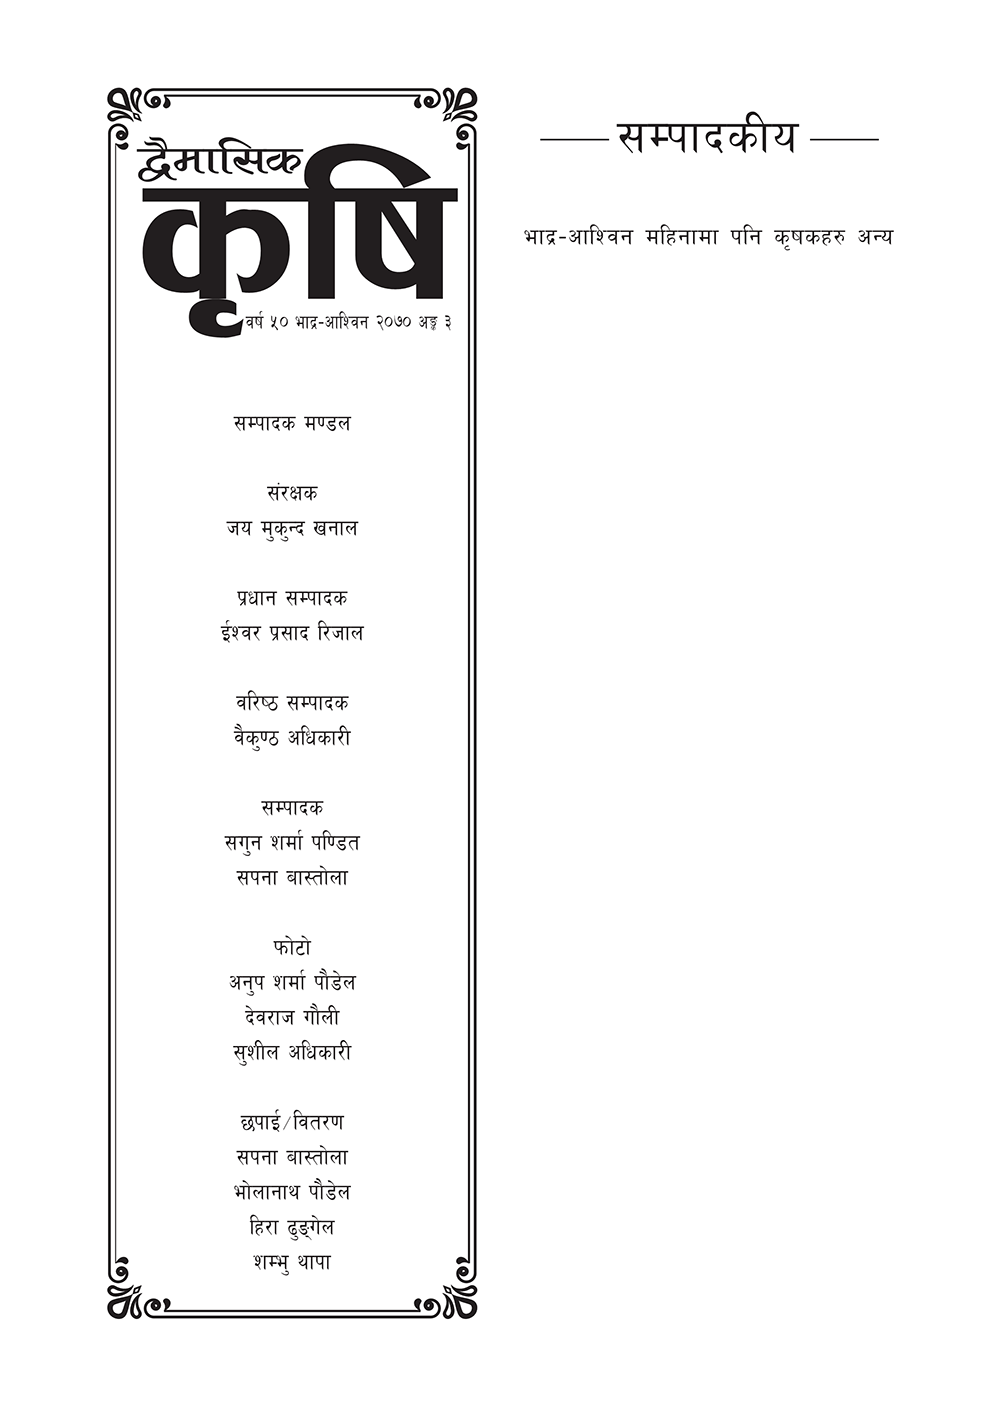 द्वैमासिक
कृषि
वर्ष ५० भाद्र-आश्विन २०७० अङ्क ३
सम्पादक मण्डल
संरक्षक
जय मुकुन्द खनाल
प्रधान सम्पादक
ईश्वर प्रसाद रिजाल
वरिष्ठ सम्पादक
वैकुण्ठ अधिकारी
सम्पादक
सगुन शर्मा पण्डित
सपना बास्तोला
फोटो
अनुप शर्मा पौडेल
देवराज गौली
सुशील अधिकारी
छपाई/वितरण
सपना बास्तोला
भोलानाथ पौडेल
हिरा ढुङ्गेल
शम्भु थापा
सम्पादकीय
भाद्र-आश्विन महिनामा पनि कृषकहरु अन्य